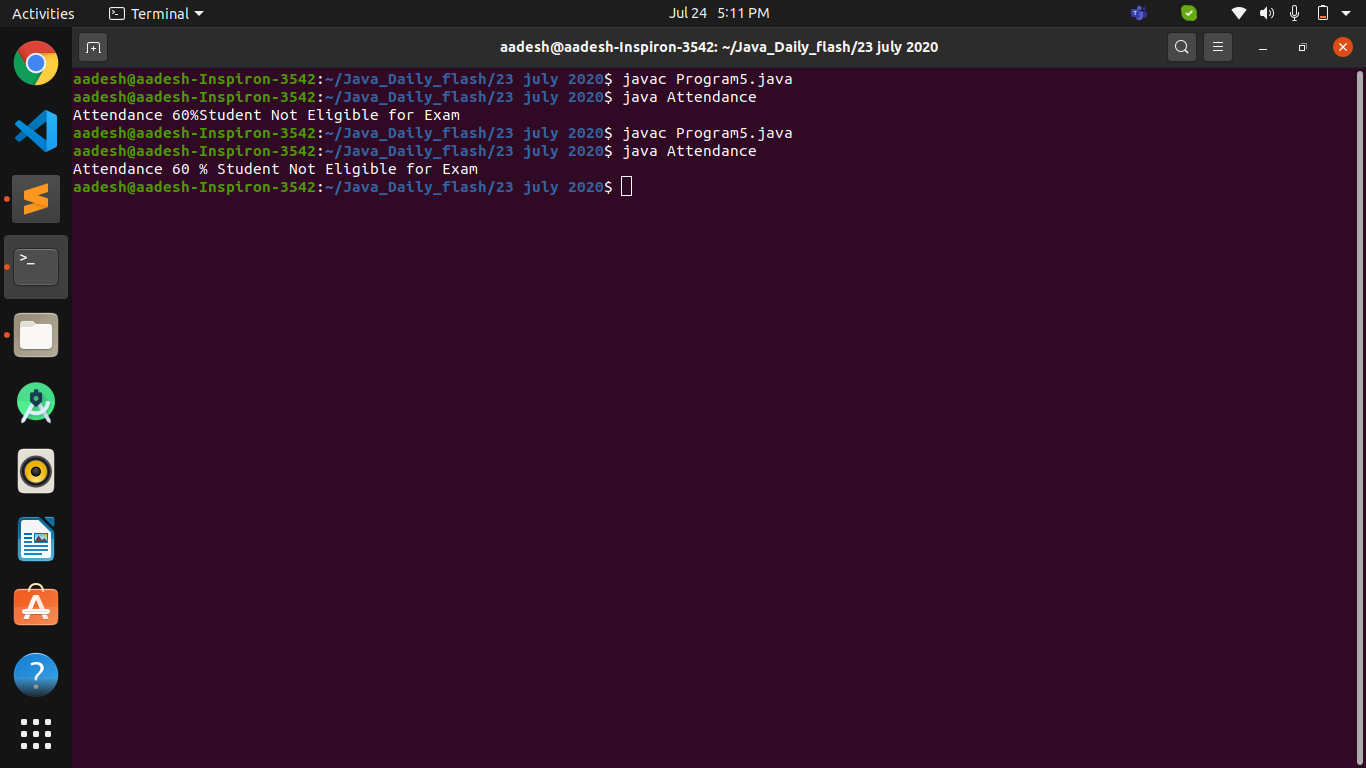 Activities Terminal Jul 24 5:11 PM
aadesh@aadesh-Inspiron-3542: ~/Java_Daily_flash/23 july 2020
aadesh@aadesh-Inspiron-3542:~/Java_Daily_flash/23 july 2020$ javac Program5.java
aadesh@aadesh-Inspiron-3542:~/Java_Daily_flash/23 july 2020$ java Attendance
Attendance 60%Student Not Eligible for Exam
aadesh@aadesh-Inspiron-3542:~/Java_Daily_flash/23 july 2020$ javac Program5.java
aadesh@aadesh-Inspiron-3542:~/Java_Daily_flash/23 july 2020$ java Attendance
Attendance 60 % Student Not Eligible for Exam
aadesh@aadesh-Inspiron-3542:~/Java_Daily_flash/23 july 2020$